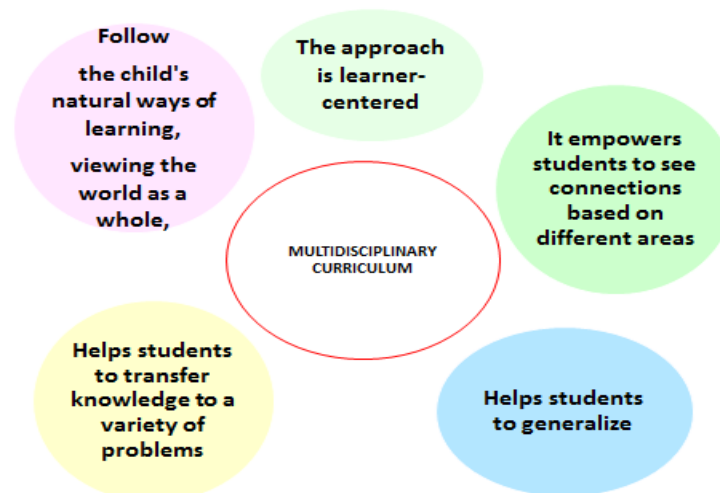 Follow
the child's
natural ways of
learning,
viewing the
world as a
whole,
The approach
is learner-
centered
It empowers
students to see
connections
based on
different areas
MULTIDISCIPLINARY
CURRICULUM
Helps students
to transfer
knowledge to a
variety of
problems
Helps students
to generalize